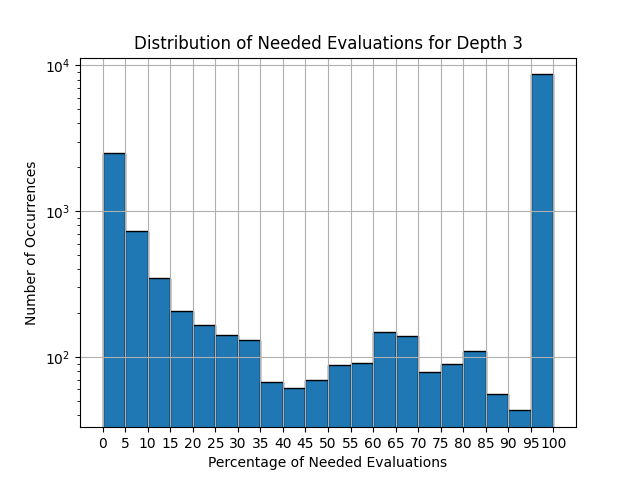 Distribution of Needed Evaluations for Depth 3
Number of Occurrences
10^4
10^3
10^2
0 5 10 15 20 25 30 35 40 45 50 55 60 65 70 75 80 85 90 95 100
Percentage of Needed Evaluations